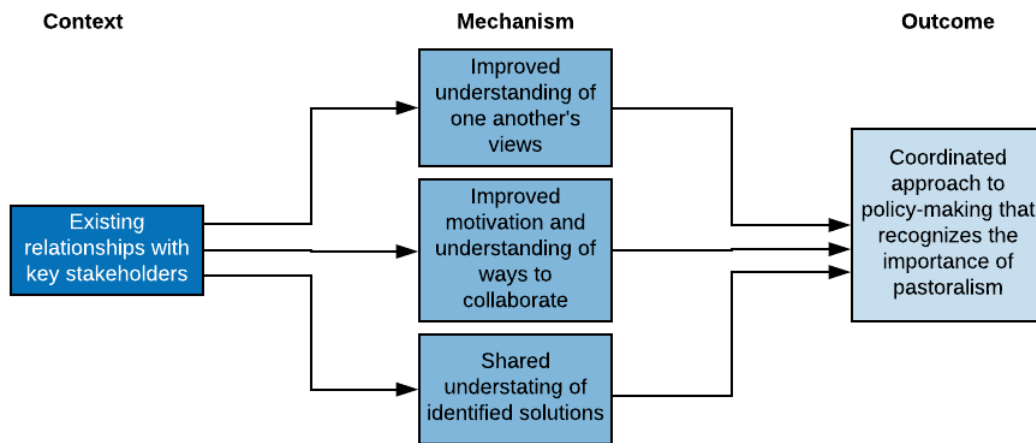 Context
Mechanism
Outcome
Existing
relationships with
key stakeholders
Improved
understanding of
one another's
views
Improved
motivation and
understanding of
ways to
collaborate
Shared
understating of
identified solutions
Coordinated
approach to
policy-making that
recognizes the
importance of
pastoralism